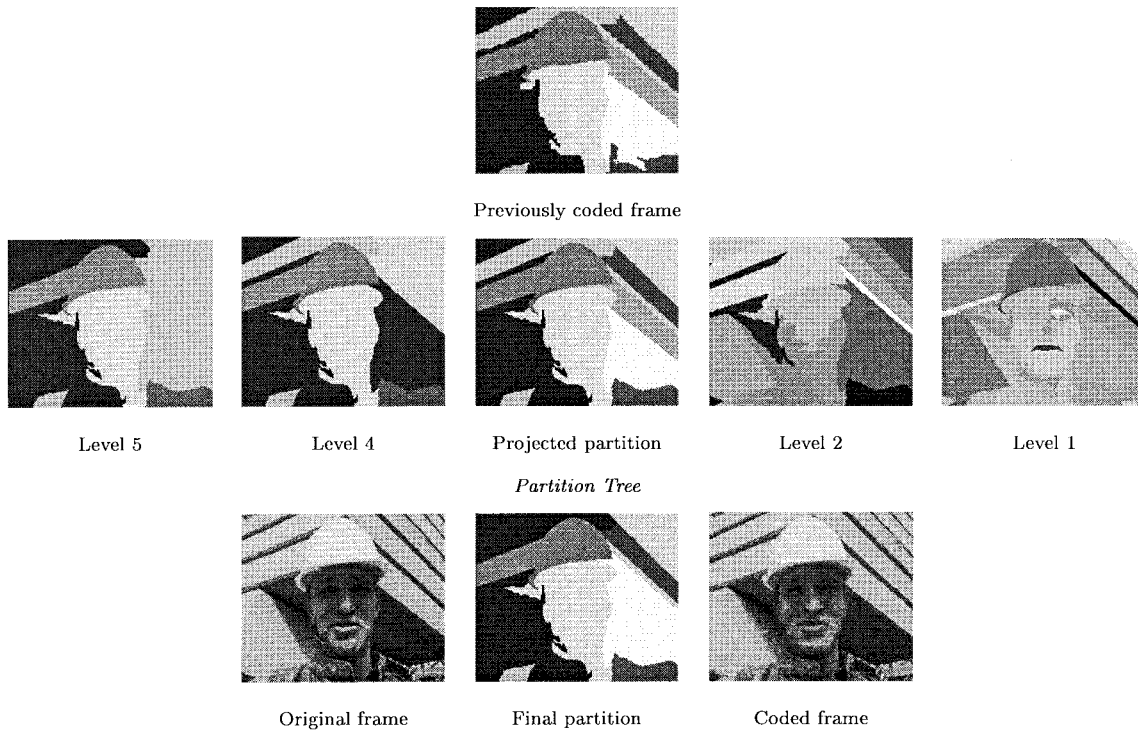 Previously coded frame
Level 5
Level 4
Projected partition
Level 2
Level 1
Partition Tree
Original frame
Final partition
Coded frame